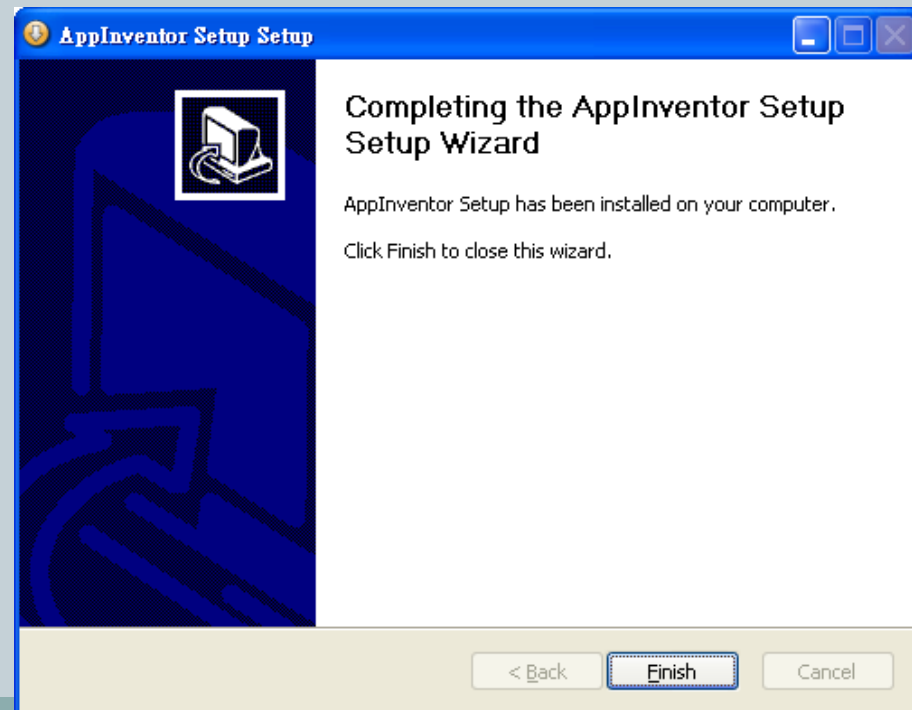 AppInventor Setup Setup
Completing the AppInventor Setup
Setup Wizard
AppInventor Setup has been installed on your computer.
Click Finish to close this wizard.
< Back
Finish
Cancel